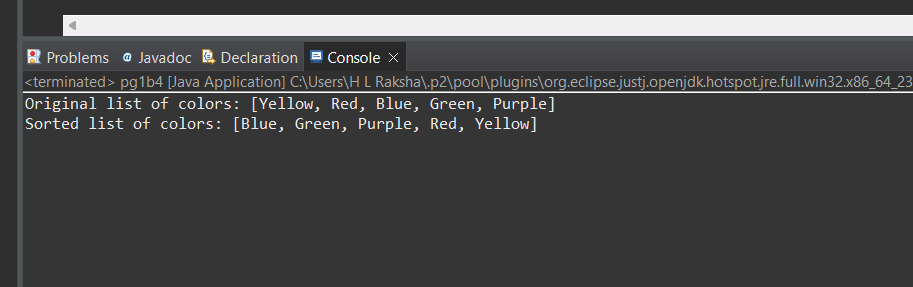 Problems Javadoc Declaration Console
<terminated> pg1b4 [Java Application] C:\Users\H L Raksha\.p2\pool\plugins\org.eclipse.justj.openjdk.hotspot.jre.full.win32.x86_64_23
Original list of colors: [Yellow, Red, Blue, Green, Purple]
Sorted list of colors: [Blue, Green, Purple, Red, Yellow]